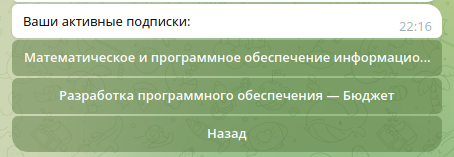 Ваши активные подписки:
22:16
Математическое и программное обеспечение информацио...
Разработка программного обеспечения — Бюджет
Назад